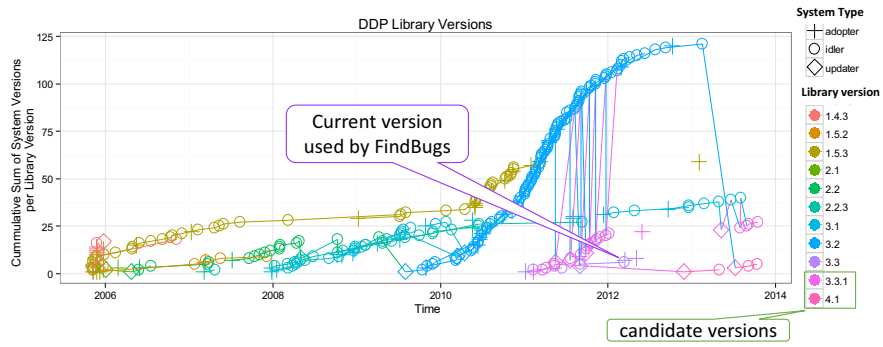 DDP Library Versions
System Type
adopter
idler
updater
Library version
1.4.3
1.5.2
1.5.3
2.1
2.2
2.2.3
3.1
3.2
3.3
3.3.1
4.1
Current version
used by FindBugs
candidate versions
Cummulative Sum of System Versions
per Library Version
125
100
75
50
25
0
2006
2008
2010
2012
2014
Time